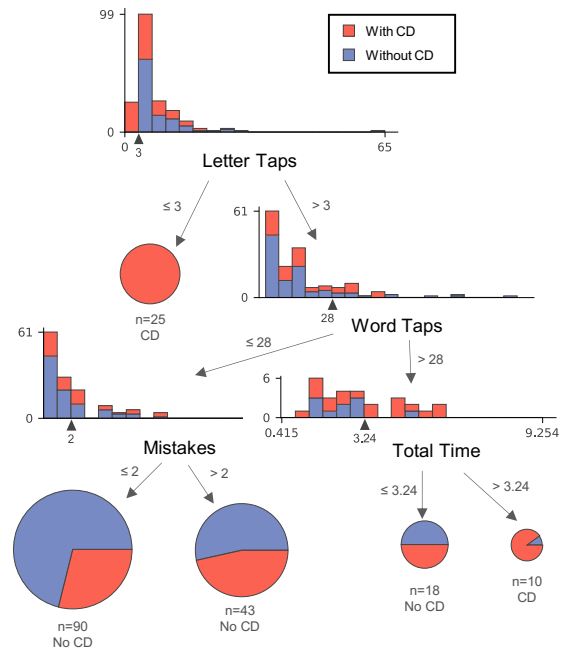 99
With CD
Without CD
0
0
3
65
Letter Taps
≤ 3
> 3
61
0
28
n=25
CD
Word Taps
≤ 28
> 28
61
0
2
6
0
0.415
3.24
9.254
Mistakes
Total Time
≤ 2
> 2
≤ 3.24
> 3.24
n=90
No CD
n=43
No CD
n=18
No CD
n=10
CD